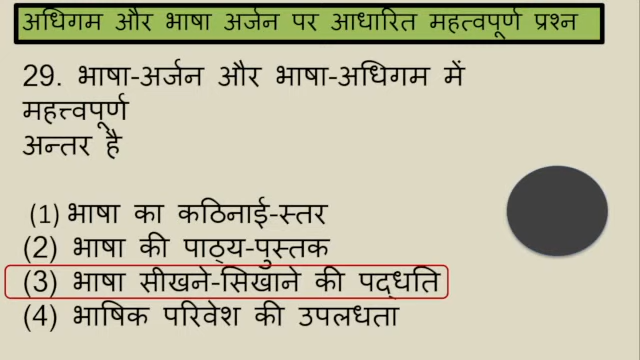 अधिगम और भाषा अर्जन पर आधारित महत्वपूर्ण प्रश्न
29. भाषा-अर्जन और भाषा-अधिगम में
महत्त्वपूर्ण
अन्तर है
(1) भाषा का कठिनाई-स्तर
(2) भाषा की पाठ्य-पुस्तक
(3) भाषा सीखने-सिखाने की पद्धति
(4) भाषिक परिवेश की उपलधता